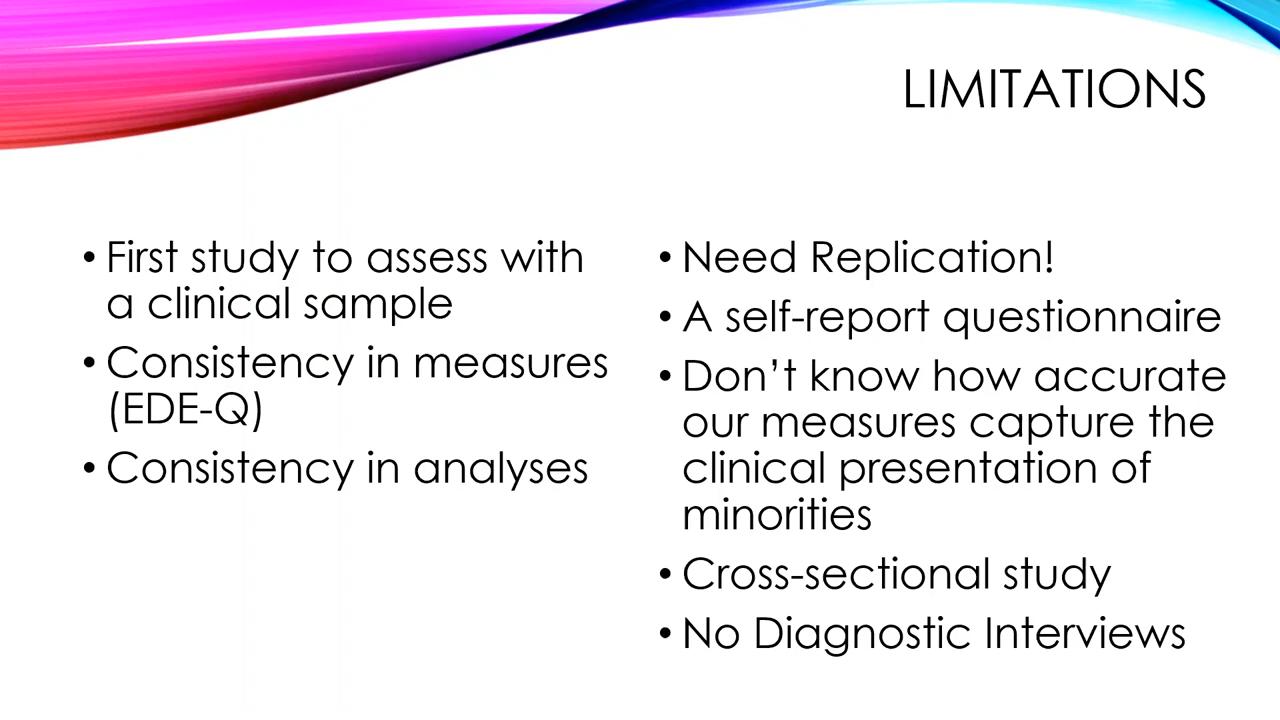 LIMITATIONS
• First study to assess with
a clinical sample
• Consistency in measures
(EDE-Q)
• Consistency in analyses
• Need Replication!
• A self-report questionnaire
• Don’t know how accurate
our measures capture the
clinical presentation of
minorities
• Cross-sectional study
• No Diagnostic Interviews